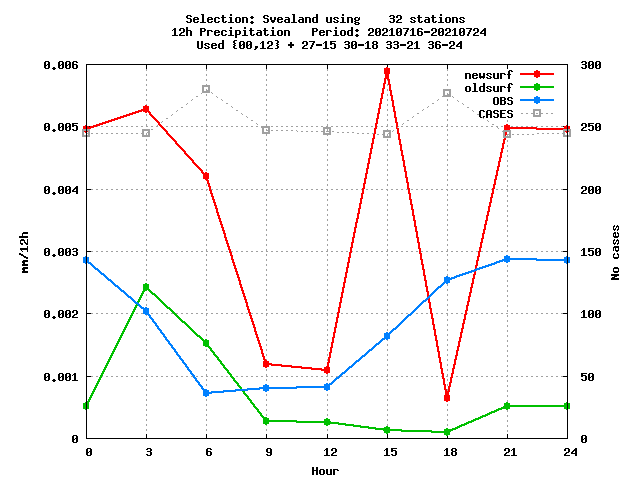 Selection: Svealand using    32 stations
12h Precipitation   Period: 20210716-20210724
Used {00,12} + 27-15 30-18 33-21 36-24
newsurf
oldsurf
OBS
CASES
0.006
0.005
0.004
0.003
0.002
0.001
0
mm/12h
300
250
200
150
100
50
0
No cases
0 3 6 9 12 15 18 21 24
Hour